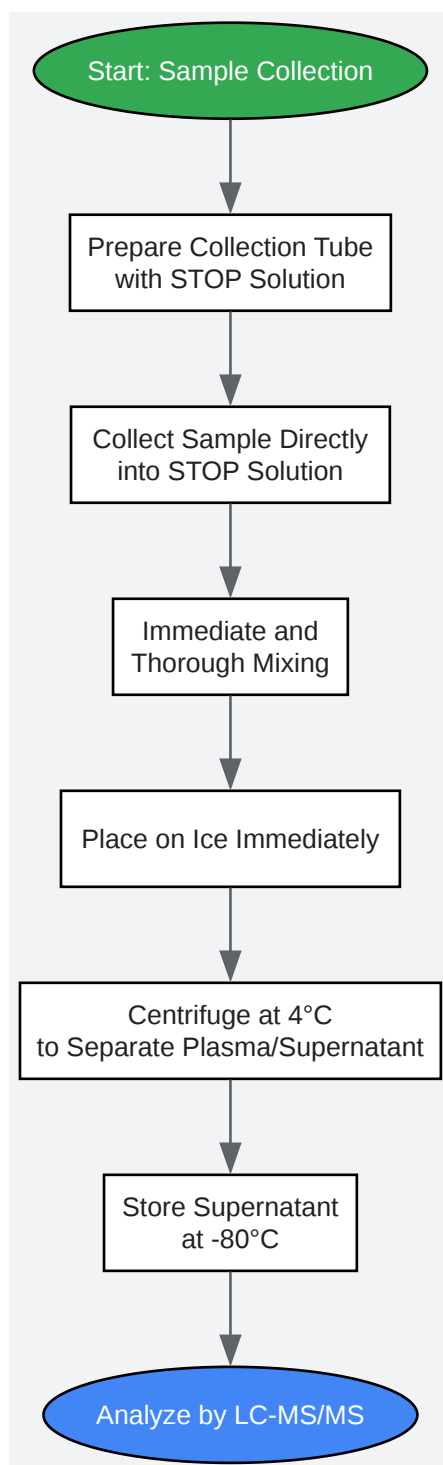 Start: Sample Collection
Prepare Collection Tube
with STOP Solution
Collect Sample Directly
into STOP Solution
Immediate and
Thorough Mixing
Place on Ice Immediately
Centrifuge at 4°C
to Separate Plasma/Supernatant
Store Supernatant
at -80°C
Analyze by LC-MS/MS